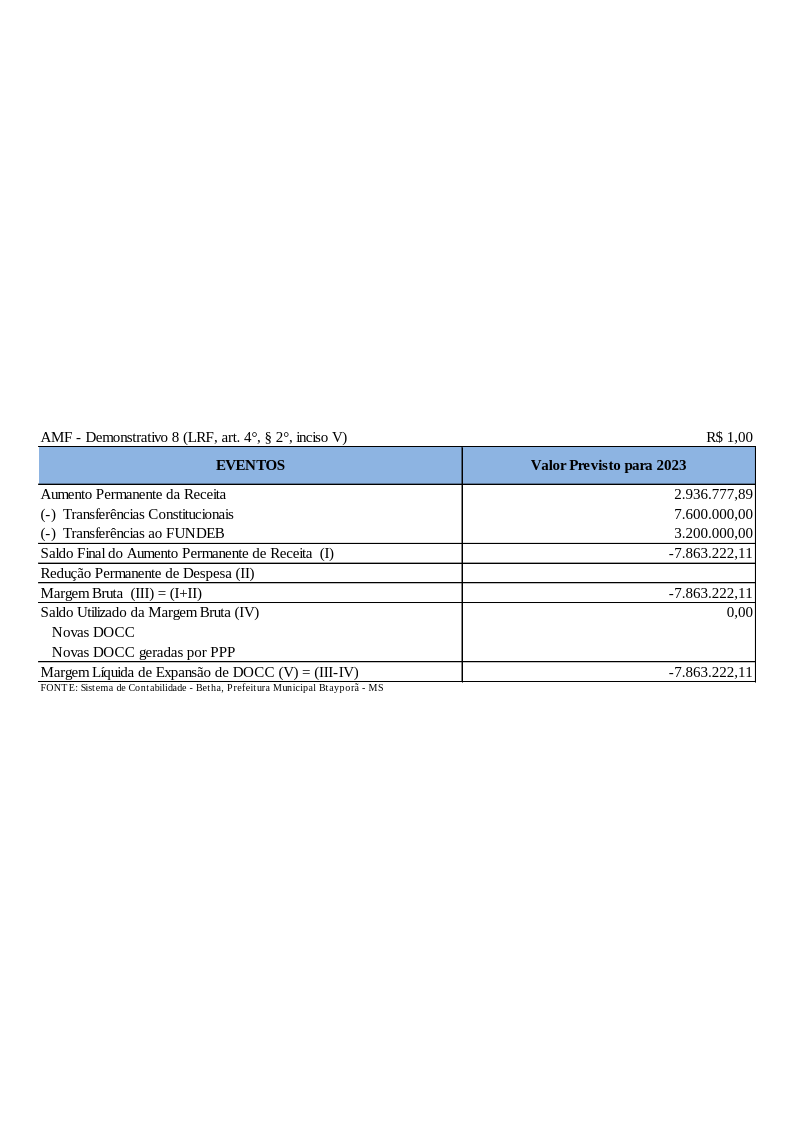 AMF - Demonstrativo 8 (LRF, art. 4°, § 2°, inciso V) R$ 1,00
EVENTOS Valor Previsto para 2023
Aumento Permanente da Receita 2.936.777,89
(-) Transferências Constitucionais 7.600.000,00
(-) Transferências ao FUNDEB 3.200.000,00
Saldo Final do Aumento Permanente de Receita (I) -7.863.222,11
Redução Permanente de Despesa (II)
Margem Bruta (III) = (I+II) -7.863.222,11
Saldo Utilizado da Margem Bruta (IV) 0,00
Novas DOCC
Novas DOCC geradas por PPP
Margem Líquida de Expansão de DOCC (V) = (III-IV) -7.863.222,11
FONTE: Sistema de Contabilidade - Betha, Prefeitura Municipal Btayporã - MS